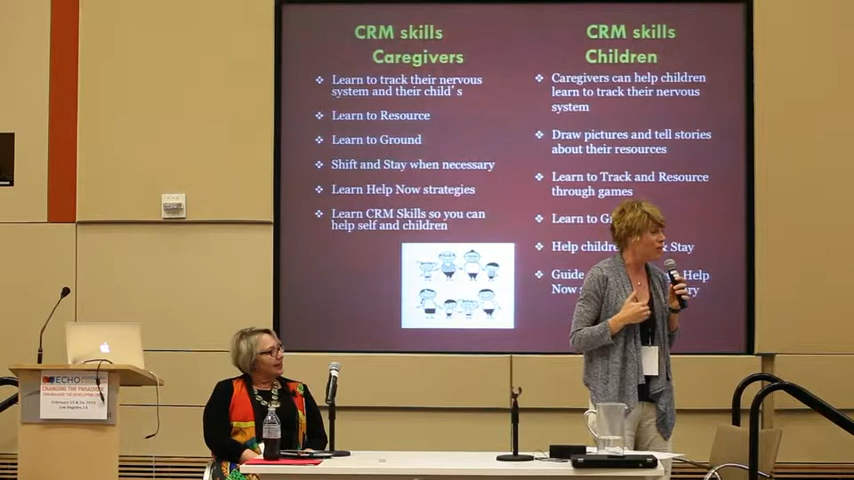 CRM skills
Caregivers
Learn to track their nervous
system and their child's
Learn to Resource
Learn to Ground
Shift and Stay when necessary
Learn Help Now strategies
Learn CRM Skills so you can
help self and children
CRM skills
Children
Caregivers can help children
learn to track their nervous
system
Draw pictures and tell stories
about their resources
Learn to Track and Resource
through games
Learn to
Help & Stay
Guide Help
Now
ECHO
CHANGING THE PARADIGM
Los Angeles, CA